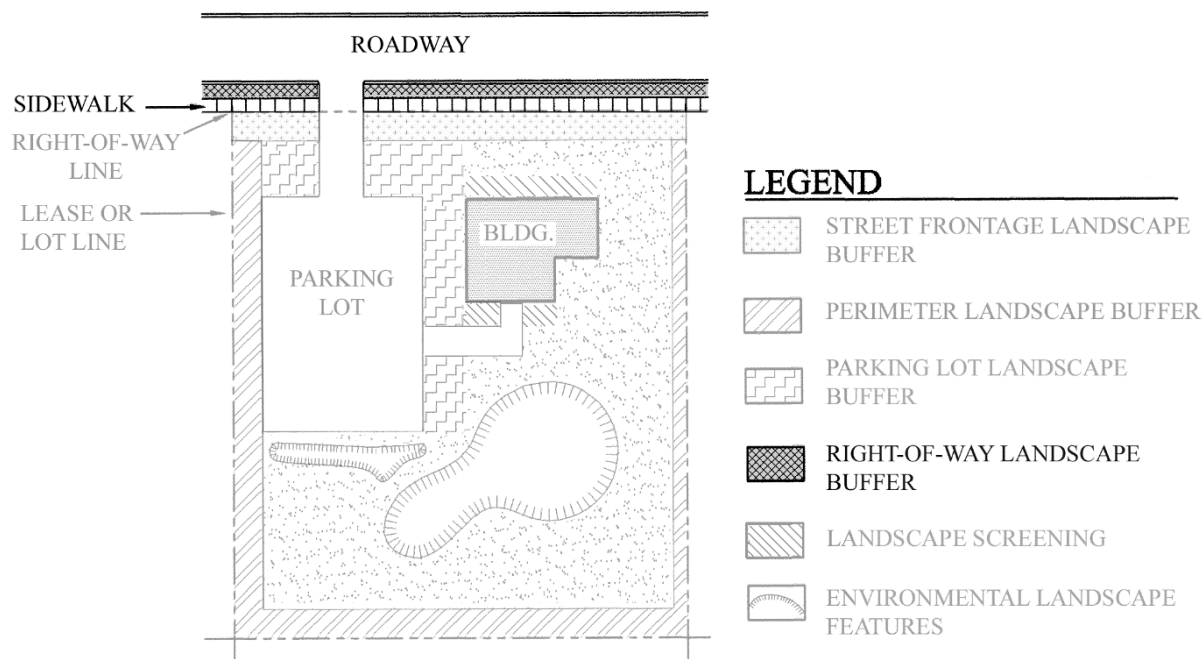 ROADWAY
SIDEWALK
RIGHT-OF-WAY
LINE
LEASE OR
LOT LINE
PARKING
LOT
BLDG.
LEGEND
STREET FRONTAGE LANDSCAPE
BUFFER
PERIMETER LANDSCAPE BUFFER
PARKING LOT LANDSCAPE
BUFFER
RIGHT-OF-WAY LANDSCAPE
BUFFER
LANDSCAPE SCREENING
ENVIRONMENTAL LANDSCAPE
FEATURES